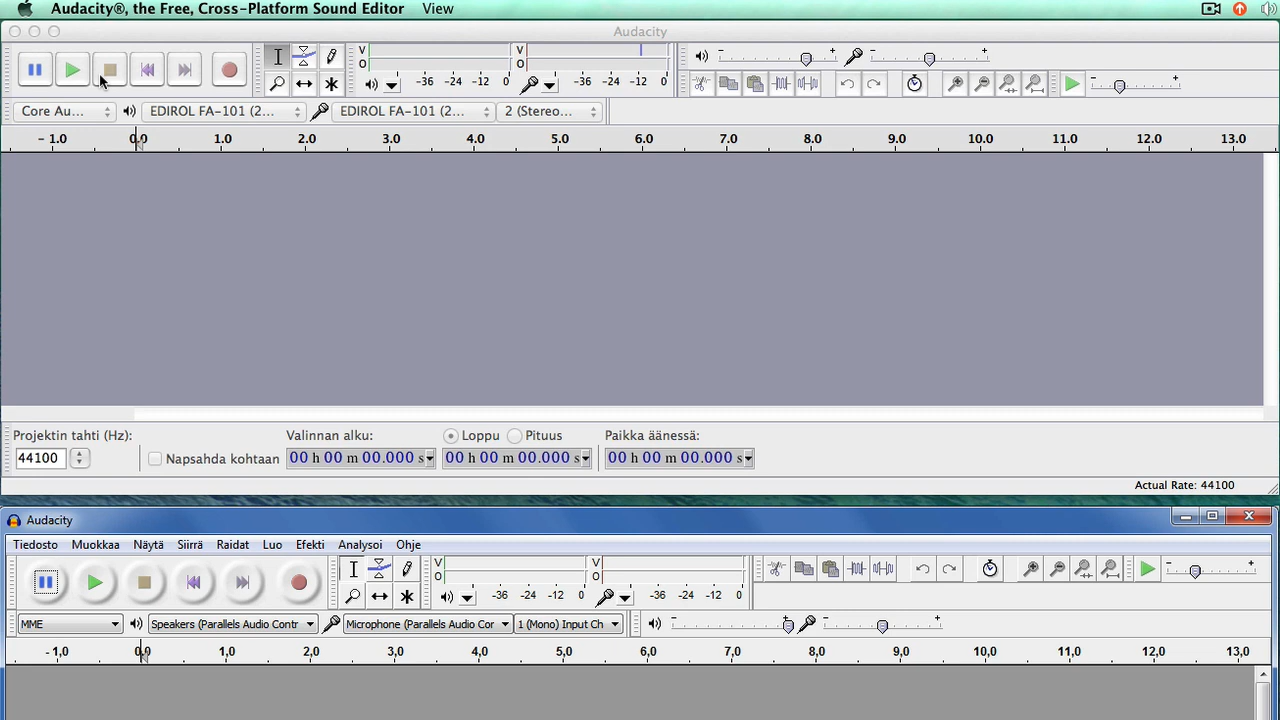 Audacity®, the Free, Cross-Platform Sound Editor View
Audacity
V O -36 -24 -12 0 V O -36 -24 -12 0 - + - + - +
Core Au... EDIROL FA-101 (2... EDIROL FA-101 (2... 2 (Stereo...
- 1.0 0.0 1.0 2.0 3.0 4.0 5.0 6.0 7.0 8.0 9.0 10.0 11.0 12.0 13.0
Projektin tahti (Hz): Valinnan alku: Loppu Pituus Paikka äänessä:
44100 Napsahda kohtaan 00 h 00 m 00.000 s 00 h 00 m 00.000 s 00 h 00 m 00.000 s
Actual Rate: 44100
Audacity
Tiedosto Muokkaa Näytä Siirrä Raidat Luo Efekti Analysoi Ohje
V O -36 -24 -12 0 V O -36 -24 -12 0 - +
MME Speakers (Parallels Audio Contr Microphone (Parallels Audio Cor 1 (Mono) Input Ch - + - +
- 1,0 0,0 1,0 2,0 3,0 4,0 5,0 6,0 7,0 8,0 9,0 10,0 11,0 12,0 13,0